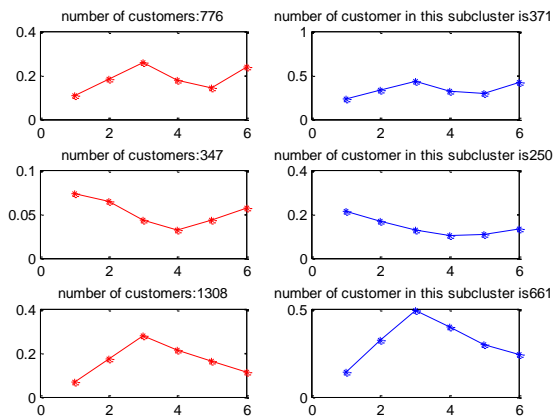 number of customers:776
0.4
0.2
0
0 2 4 6
number of customer in this subcluster is371
1
0.5
0
0 2 4 6
number of customers:347
0.1
0.05
0
0 2 4 6
number of customer in this subcluster is250
0.4
0.2
0
0 2 4 6
number of customers:1308
0.4
0.2
0
0 2 4 6
number of customer in this subcluster is661
0.5
0
0 2 4 6